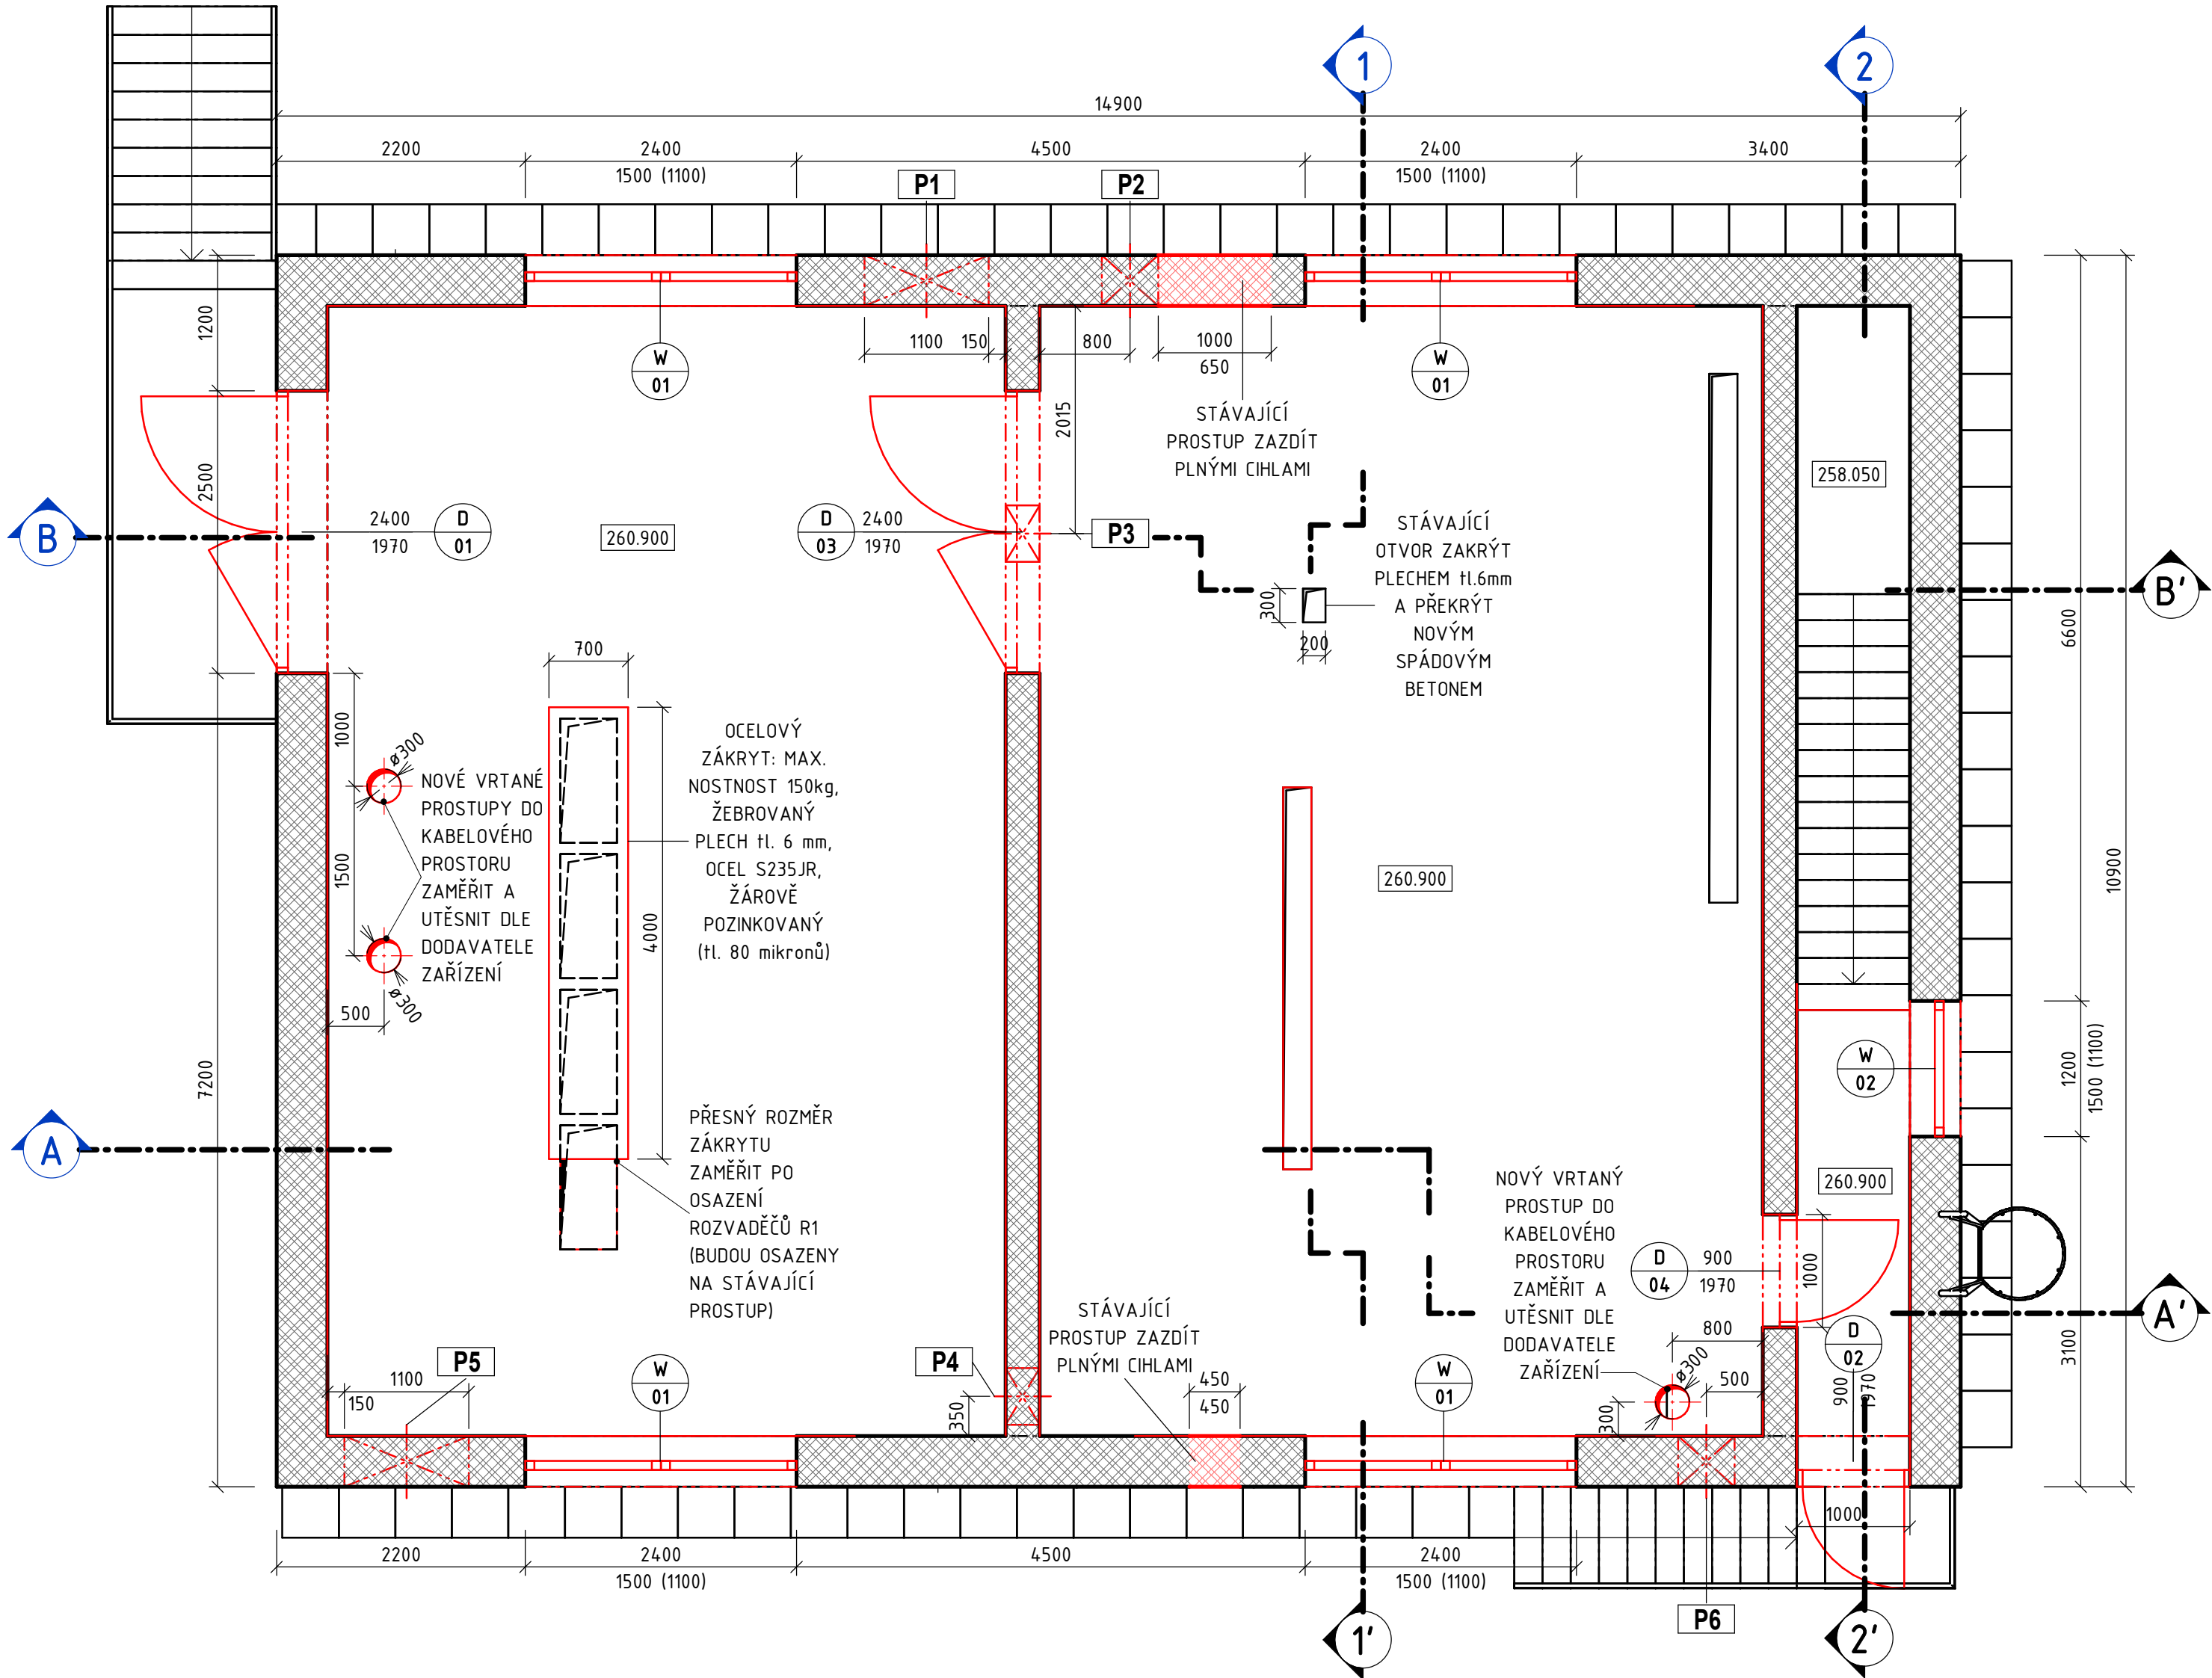 1
2
14900
2200
2400
4500
2400
3400
1500 (1100)
1500 (1100)
P1
P2
1200
1100
150
800
1000
650
W
01
W
01
2015
STÁVAJÍCÍ
PROSTUP ZAZDÍT
PLNÝMI CIHLAMI
2500
258.050
B
2400
1970
D
01
260.900
D
03
2400
1970
P3
STÁVAJÍCÍ
OTVOR ZAKRÝT
PLECHEM tl.6mm
A PŘEKRÝT
NOVÝM
SPÁDOVÝM
BETONEM
300
200
B'
6600
700
1000
ø300
NOVÉ VRTANÉ
PROSTUPY DO
KABELOVÉHO
PROSTORU
ZAMĚŘIT A
UTĚSNIT DLE
DODAVATELE
ZAŘÍZENÍ
1500
ø300
500
OCELOVÝ
ZÁKRYT: MAX.
NOSTNOST 150kg,
ŽEBROVANÝ
PLECH tl. 6 mm,
OCEL S235JR,
ŽÁROVĚ
POZINKOVANÝ
(tl. 80 mikronů)
4000
260.900
10900
7200
W
02
1200
1500 (1100)
A
PŘESNÝ ROZMĚR
ZÁKRYTU
ZAMĚŘIT PO
OSAZENÍ
ROZVADĚČŮ R1
(BUDOU OSAZENY
NA STÁVAJÍCÍ
PROSTUP)
NOVÝ VRTANÝ
PROSTUP DO
KABELOVÉHO
PROSTORU
ZAMĚŘIT A
UTĚSNIT DLE
DODAVATELE
ZAŘÍZENÍ
260.900
D
04
900
1970
1000
A'
STÁVAJÍCÍ
PROSTUP ZAZDÍT
PLNÝMI CIHLAMI
800
D
02
900
1970
3100
P5
1100
150
W
01
P4
350
450
450
W
01
ø300
500
300
1000
2200
2400
4500
2400
1500 (1100)
1500 (1100)
P6
1'
2'